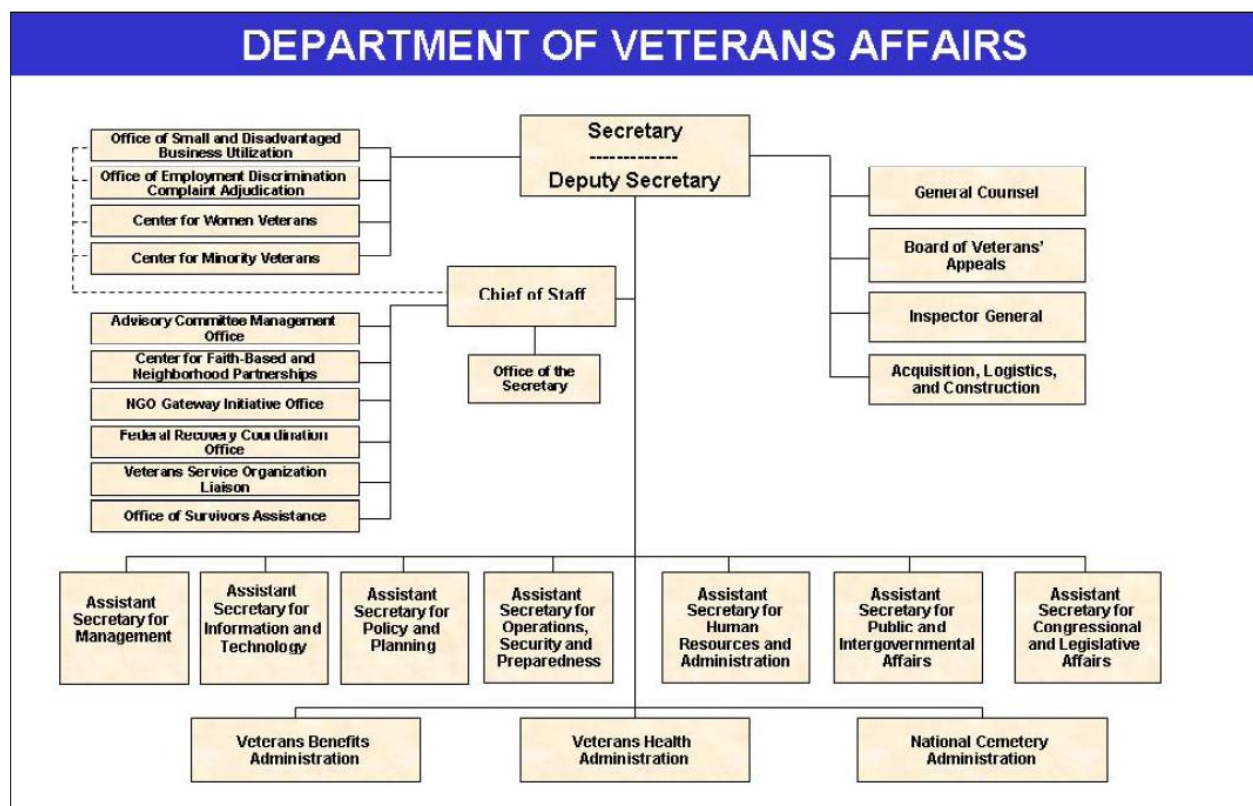 DEPARTMENT OF VETERANS AFFAIRS
Secretary
-------------
Deputy Secretary
Office of Small and Disadvantaged
Business Utilization
Office of Employment Discrimination
Complaint Adjudication
Center for Women Veterans
Center for Minority Veterans
General Counsel
Board of Veterans'
Appeals
Inspector General
Acquisition, Logistics,
and Construction
Chief of Staff
Office of the
Secretary
Advisory Committee Management
Office
Center for Faith-Based and
Neighborhood Partnerships
NGO Gateway Initiative Office
Federal Recovery Coordination
Office
Veterans Service Organization
Liaison
Office of Survivors Assistance
Assistant
Secretary for
Management
Assistant
Secretary for
Information and
Technology
Assistant
Secretary for
Policy and
Planning
Assistant
Secretary for
Operations,
Security and
Preparedness
Assistant
Secretary for
Human
Resources and
Administration
Assistant
Secretary for
Public and
Intergovernmental
Affairs
Assistant
Secretary for
Congressional
and Legislative
Affairs
Veterans Benefits
Administration
Veterans Health
Administration
National Cemetery
Administration